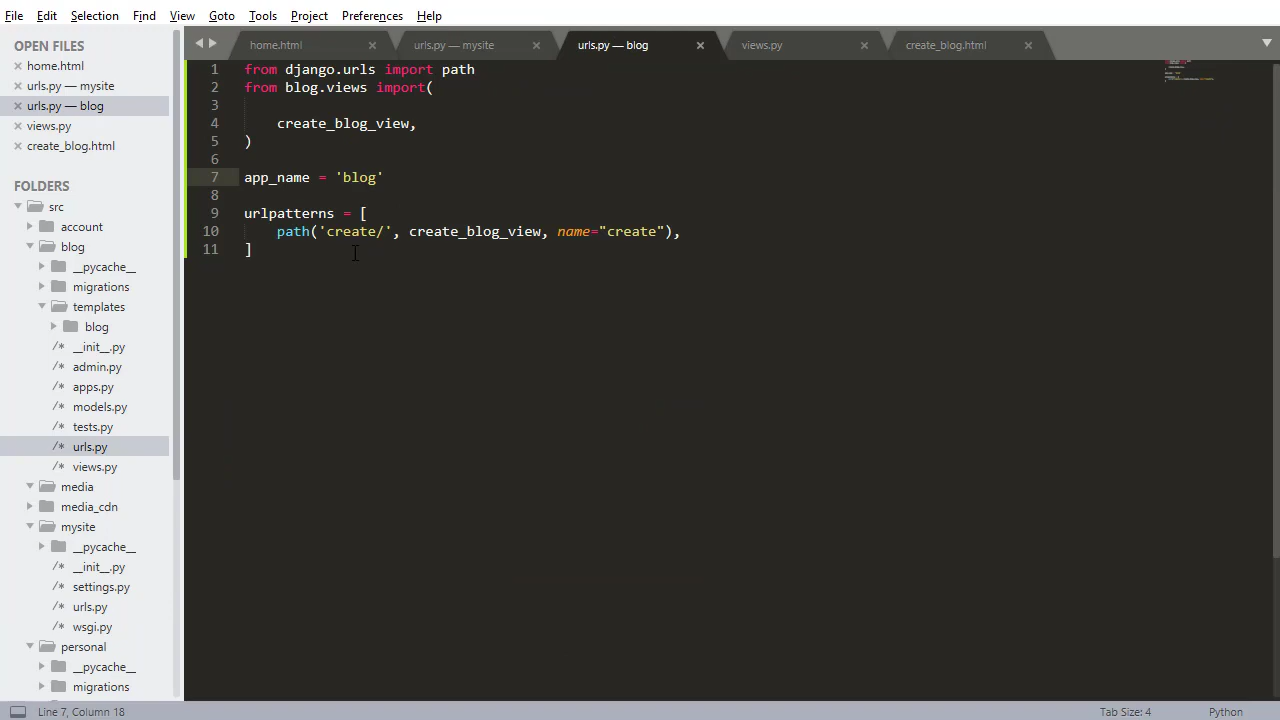 File Edit Selection Find View Goto Tools Project Preferences Help
OPEN FILES
home.html
urls.py — mysite
urls.py — blog
views.py
create_blog.html
FOLDERS
src
account
blog
__pycache__
migrations
templates
blog
/* __init__.py
/* admin.py
/* apps.py
/* models.py
/* tests.py
/* urls.py
/* views.py
media
media_cdn
mysite
__pycache__
/* __init__.py
/* settings.py
/* urls.py
/* wsgi.py
personal
__pycache__
migrations
home.html urls.py — mysite urls.py — blog views.py create_blog.html
1 from django.urls import path
2 from blog.views import(
3
4 create_blog_view,
5 )
6
7 app_name = 'blog'
8
9 urlpatterns = [
10 path('create/', create_blog_view, name="create"),
11 ]
Line 7, Column 18 Tab Size: 4 Python